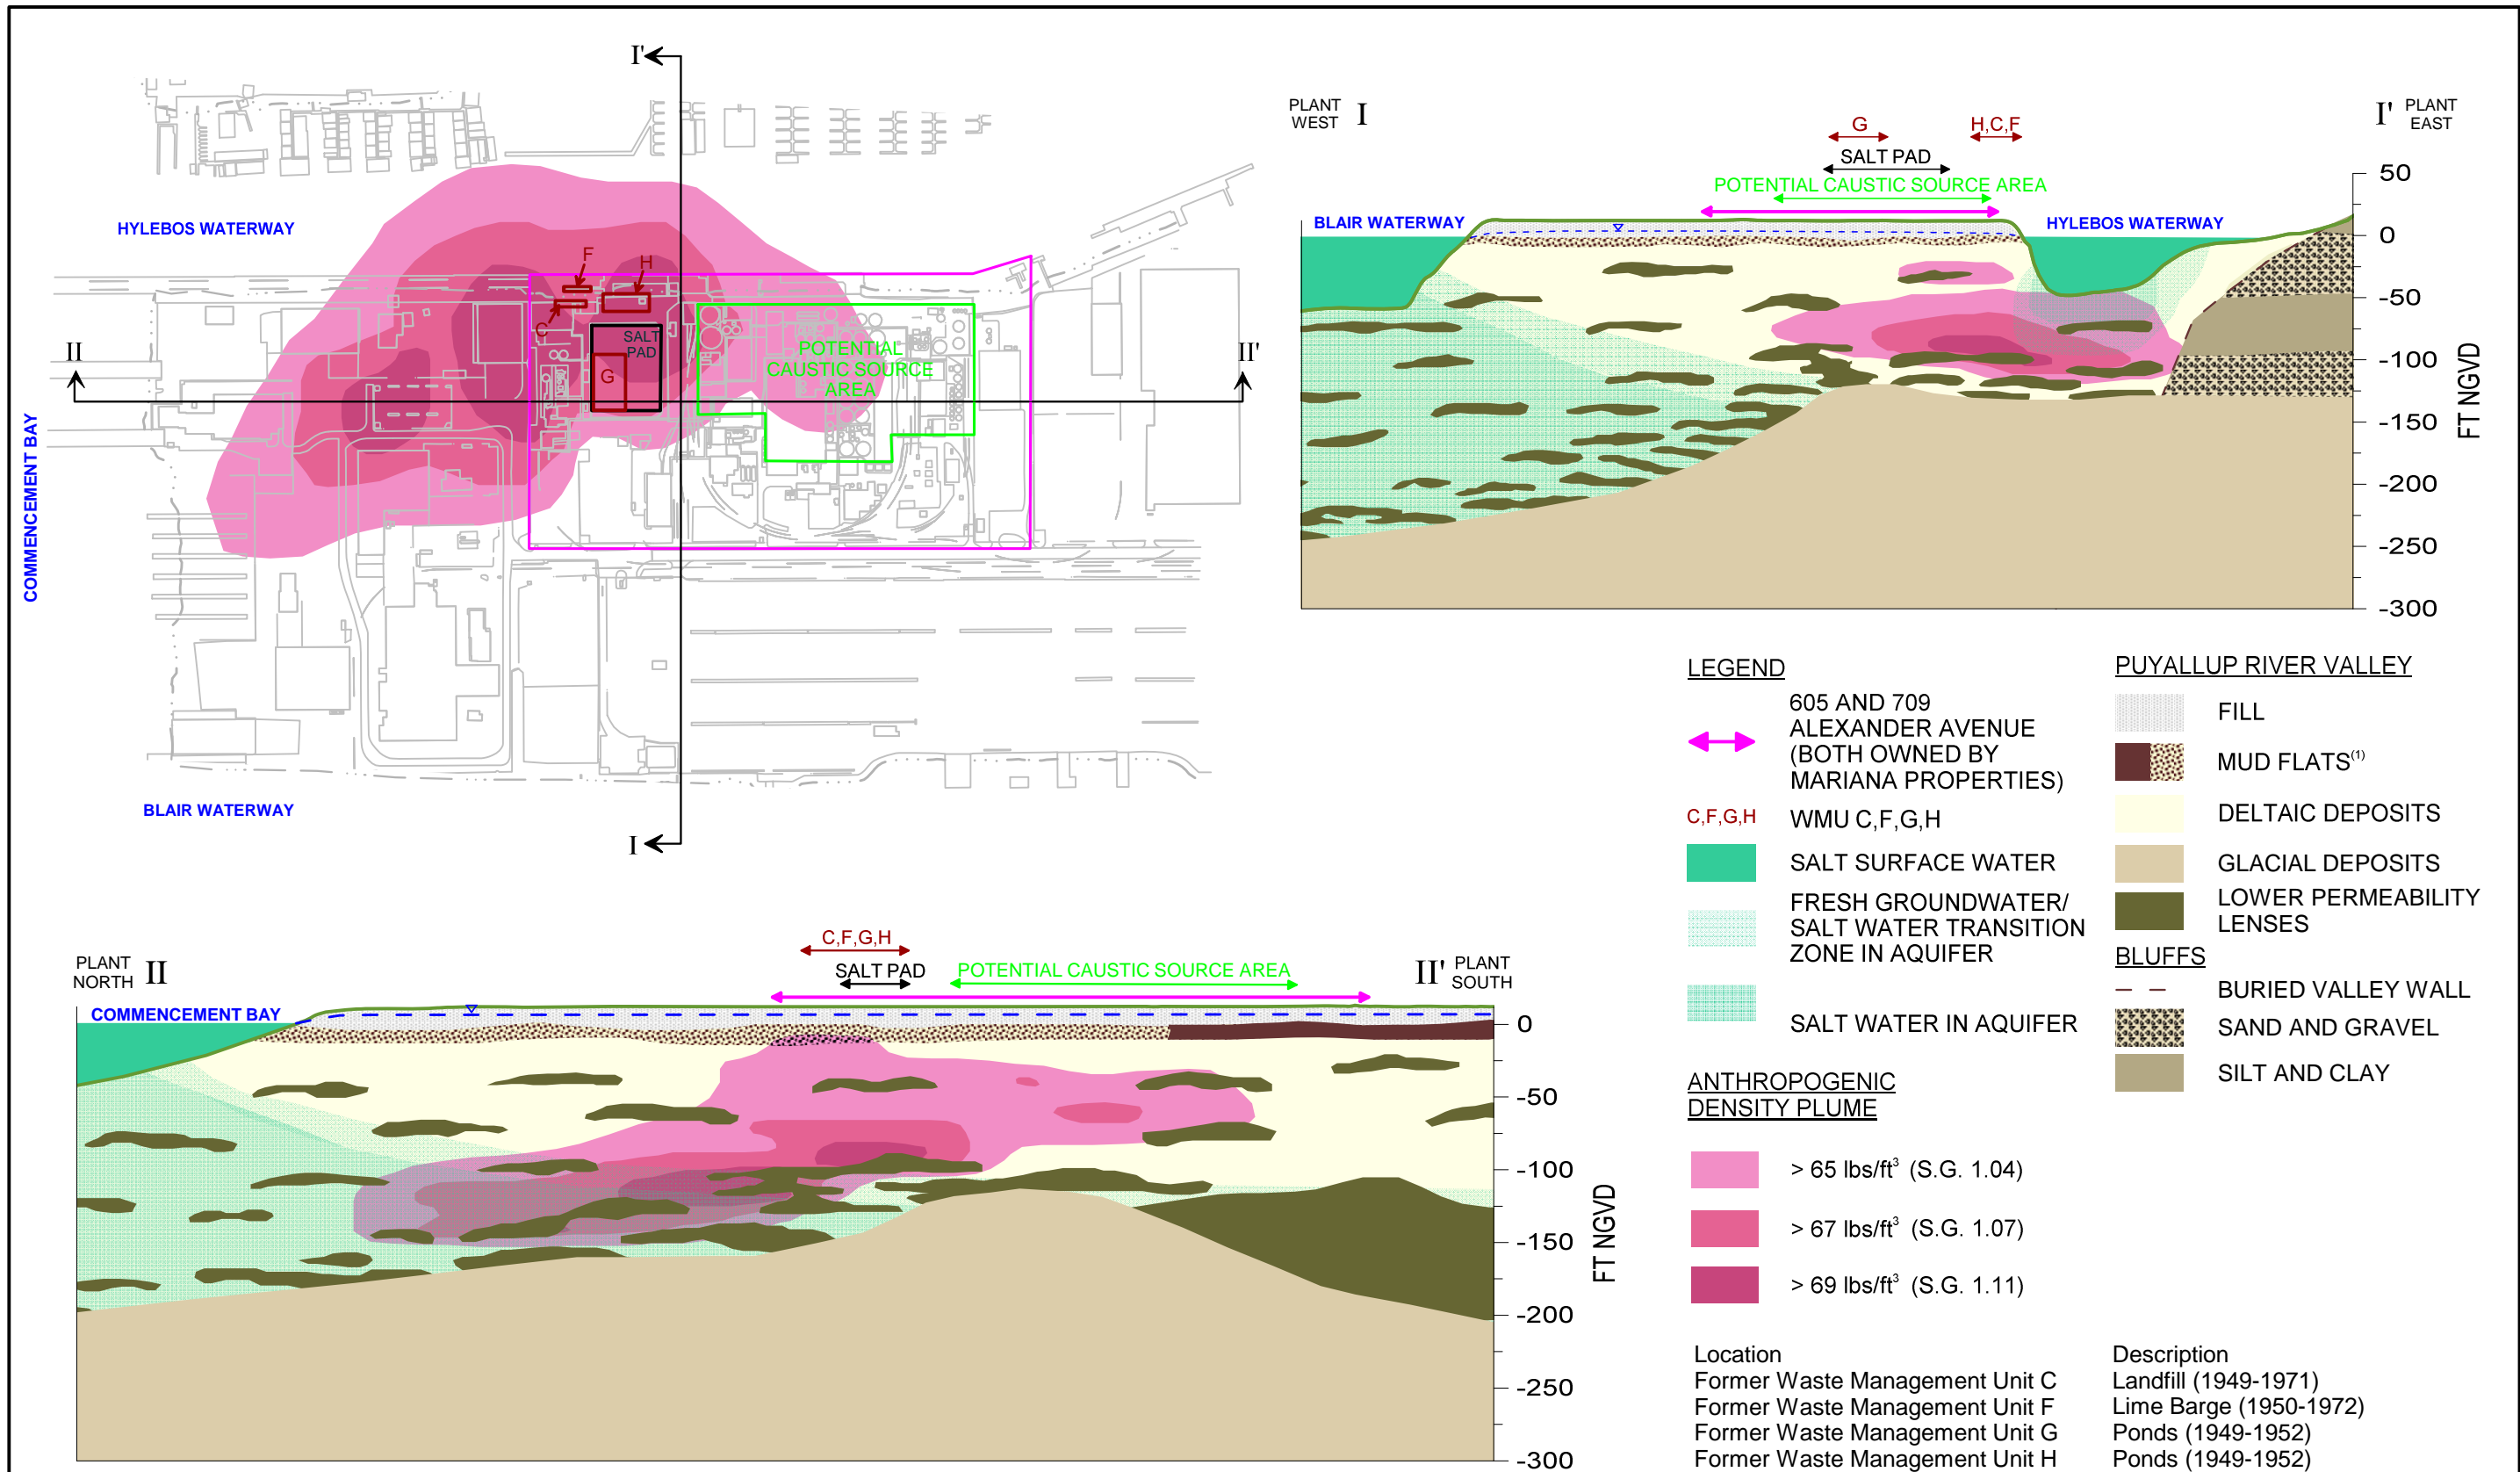 I'
HYLEBOS WATERWAY
F
H
C
SALT
PAD
G
II
II'
POTENTIAL
CAUSTIC SOURCE
AREA
COMMENCEMENT BAY
BLAIR WATERWAY
I
PLANT
WEST
I
I'
PLANT
EAST
G
H,C,F
SALT PAD
POTENTIAL CAUSTIC SOURCE AREA
BLAIR WATERWAY
HYLEBOS WATERWAY
50
0
-50
-100
-150
-200
-250
-300
FT NGVD
LEGEND
605 AND 709
ALEXANDER AVENUE
(BOTH OWNED BY
MARIANA PROPERTIES)
C,F,G,H WMU C,F,G,H
SALT SURFACE WATER
FRESH GROUNDWATER/
SALT WATER TRANSITION
ZONE IN AQUIFER
SALT WATER IN AQUIFER
ANTHROPOGENIC
DENSITY PLUME
> 65 lbs/ft³ (S.G. 1.04)
> 67 lbs/ft³ (S.G. 1.07)
> 69 lbs/ft³ (S.G. 1.11)
PUYALLUP RIVER VALLEY
FILL
MUD FLATS⁽¹⁾
DELTAIC DEPOSITS
GLACIAL DEPOSITS
LOWER PERMEABILITY
LENSES
BLUFFS
BURIED VALLEY WALL
SAND AND GRAVEL
SILT AND CLAY
PLANT
NORTH
II
II'
PLANT
SOUTH
C,F,G,H
SALT PAD
POTENTIAL CAUSTIC SOURCE AREA
COMMENCEMENT BAY
0
-50
-100
-150
-200
-250
-300
FT NGVD
Location Description
Former Waste Management Unit C Landfill (1949-1971)
Former Waste Management Unit F Lime Barge (1950-1972)
Former Waste Management Unit G Ponds (1949-1952)
Former Waste Management Unit H Ponds (1949-1952)